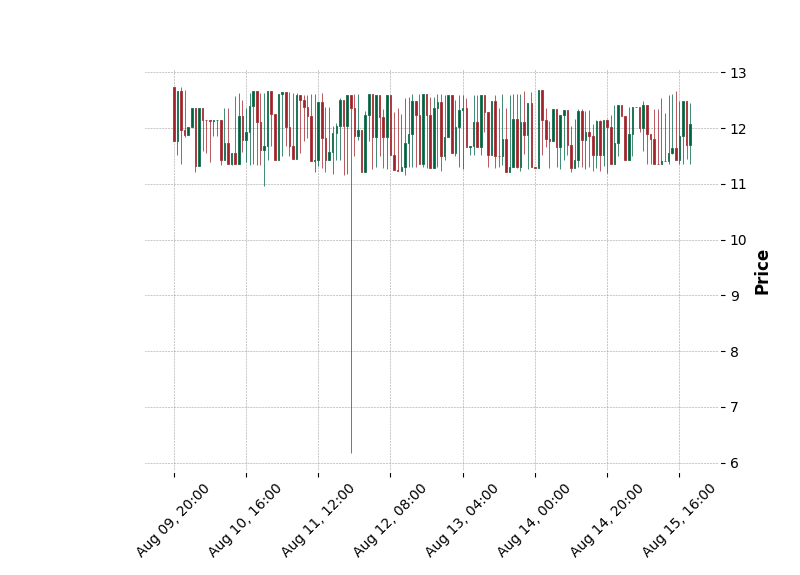 13
12
11
10
9
8
7
6
Price
Aug 09, 20:00
Aug 10, 16:00
Aug 11, 12:00
Aug 12, 08:00
Aug 13, 04:00
Aug 14, 00:00
Aug 14, 20:00
Aug 15, 16:00